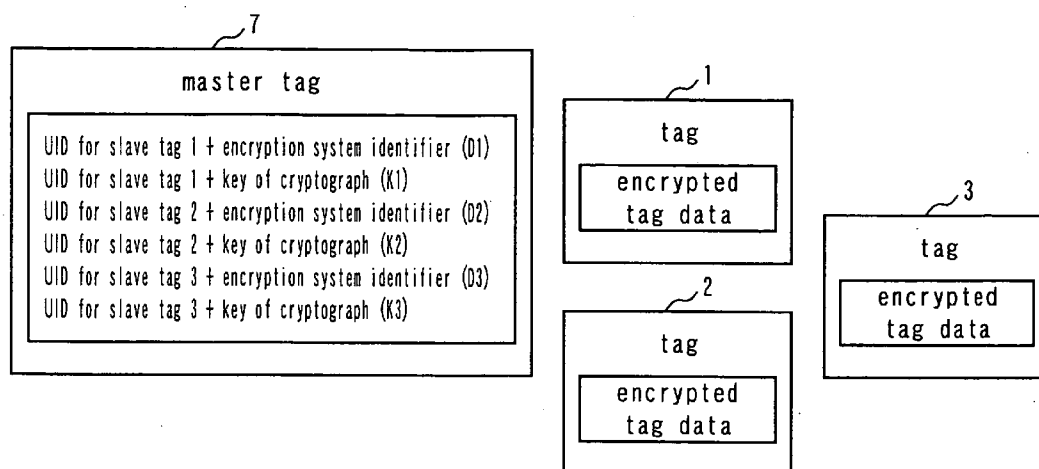 7
master tag
UID for slave tag 1 + encryption system identifier (D1)
UID for slave tag 1 + key of cryptograph (K1)
UID for slave tag 2 + encryption system identifier (D2)
UID for slave tag 2 + key of cryptograph (K2)
UID for slave tag 3 + encryption system identifier (D3)
UID for slave tag 3 + key of cryptograph (K3)
1
tag
encrypted
tag data
2
tag
encrypted
tag data
3
tag
encrypted
tag data